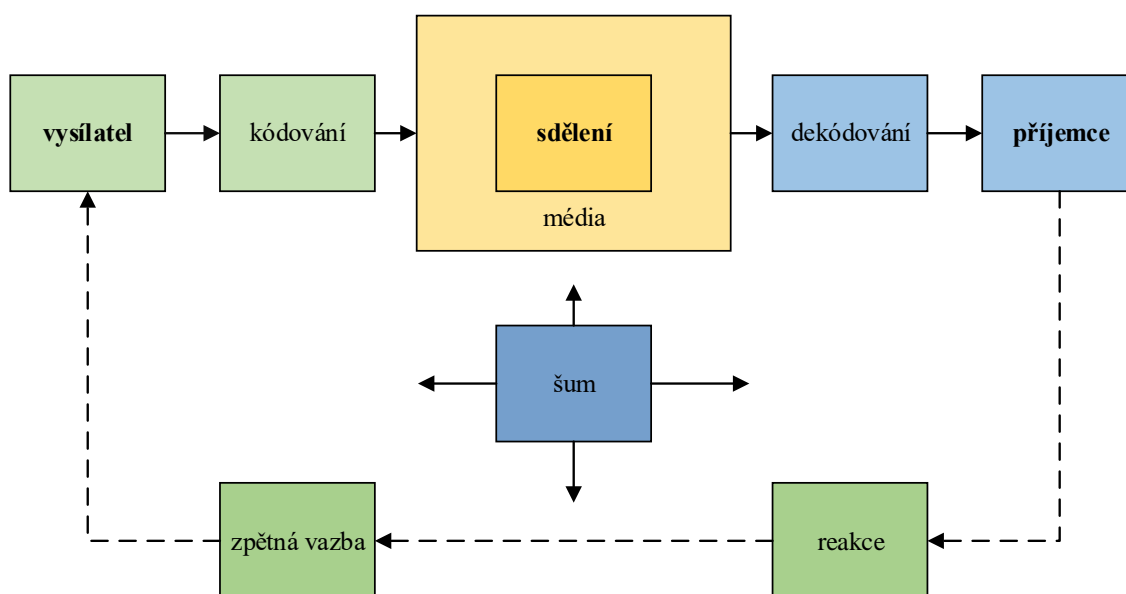 vysílatel
kódování
sdělení
média
dekódování
příjemce
šum
zpětná vazba
reakce